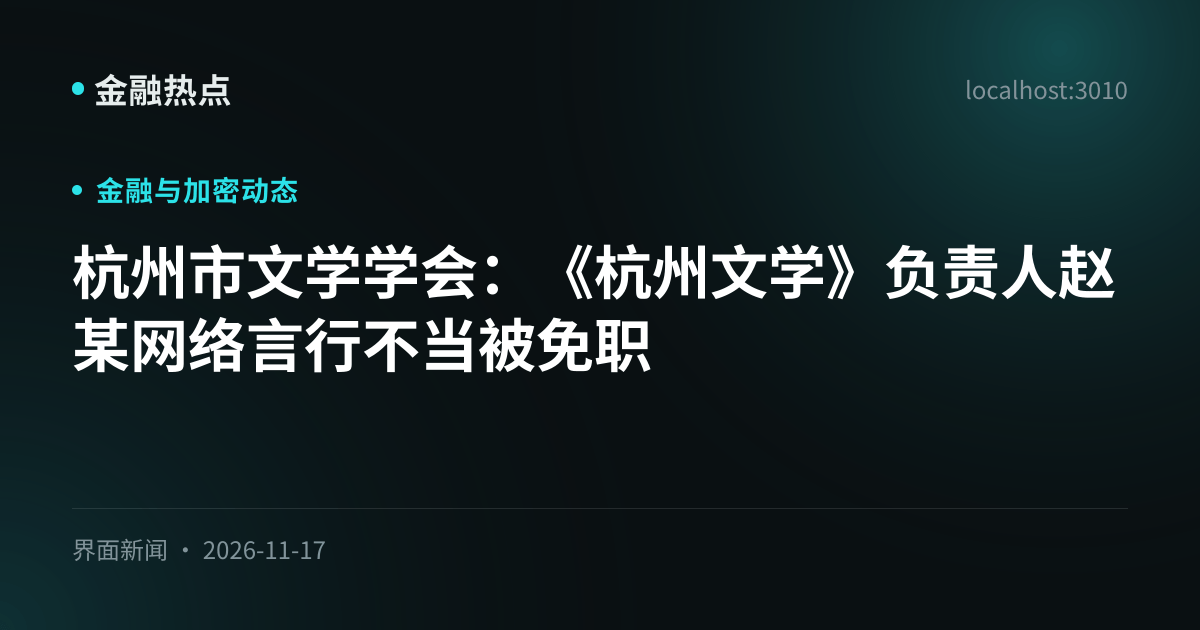 金融热点
localhost:3010
金融与加密动态
杭州市文学学会：《杭州文学》负责人赵
某网络言行不当被免职
界面新闻 · 2026-11-17